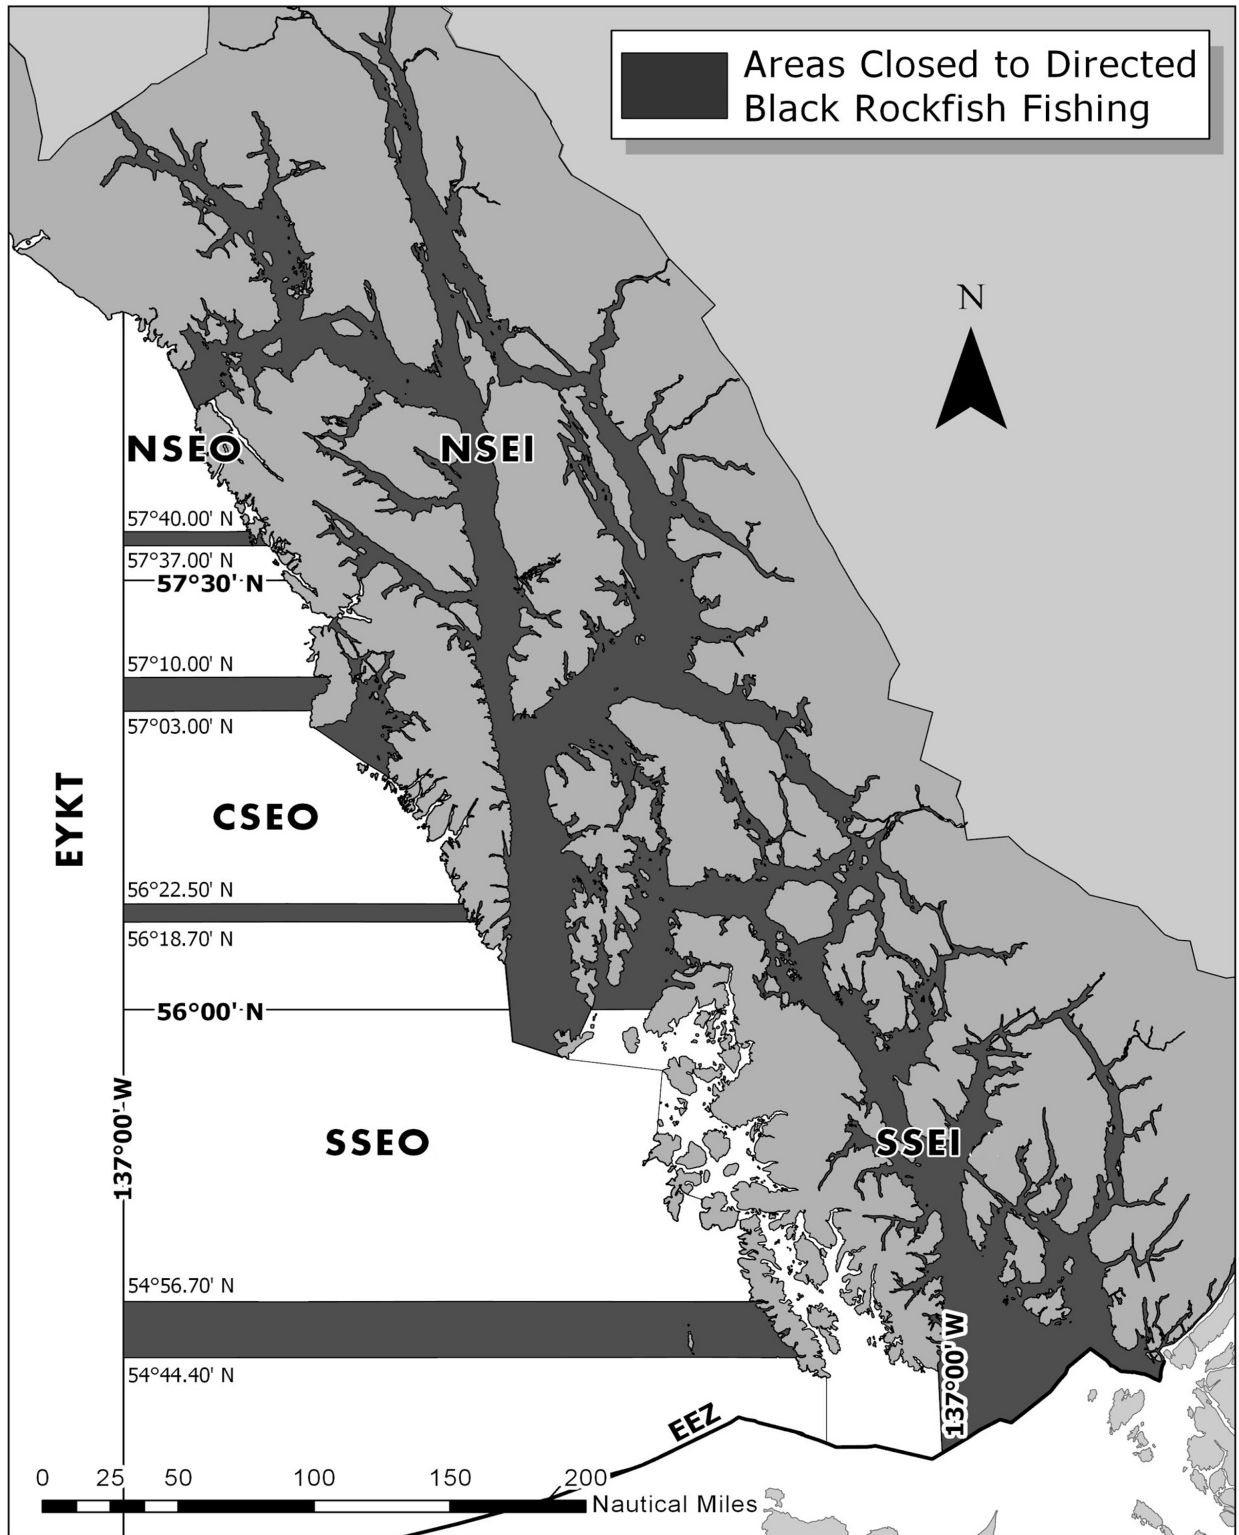 Areas Closed to Directed
Black Rockfish Fishing
N
NSEO
NSEI
57°40.00' N
57°37.00' N
57°30' N
57°10.00' N
57°03.00' N
EYKT
CSEO
56°22.50' N
56°18.70' N
56°00' N
137°00' W
SSEO
SSEI
54°56.70' N
54°44.40' N
137°00' W
EEZ
0 25 50 100 150 200
Nautical Miles